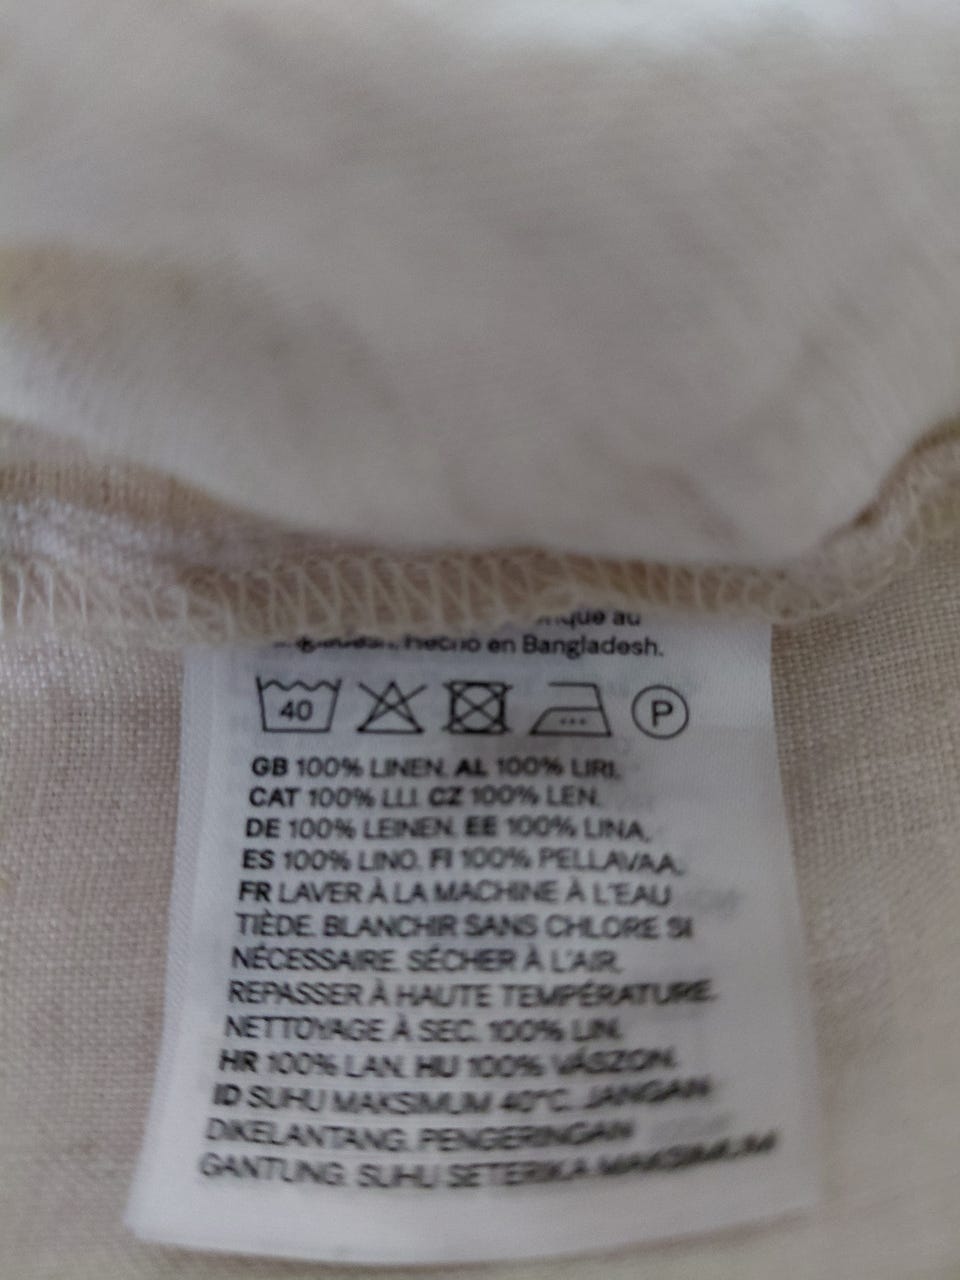 au
Hecho en Bangladesh.
40 P
GB 100% LINEN. AL 100% LIRI,
CAT 100% LLI. CZ 100% LEN.
DE 100% LEINEN. EE 100% LINA,
ES 100% LINO. FI 100% PELLAVAA,
FR LAVER À LA MACHINE À L'EAU
TIÈDE. BLANCHIR SANS CHLORE SI
NÉCESSAIRE. SÉCHER À L'AIR.
REPASSER À HAUTE TEMPÉRATURE.
NETTOYAGE À SEC. 100% LIN.
HR 100% LAN. HU 100% VÁSZON.
ID SUHU MAKSIMUM 40°C. JANGAN
DIKELANTANG. PENGERINGAN
GANTUNG. SUHU SETERIKA MAKSIMUM